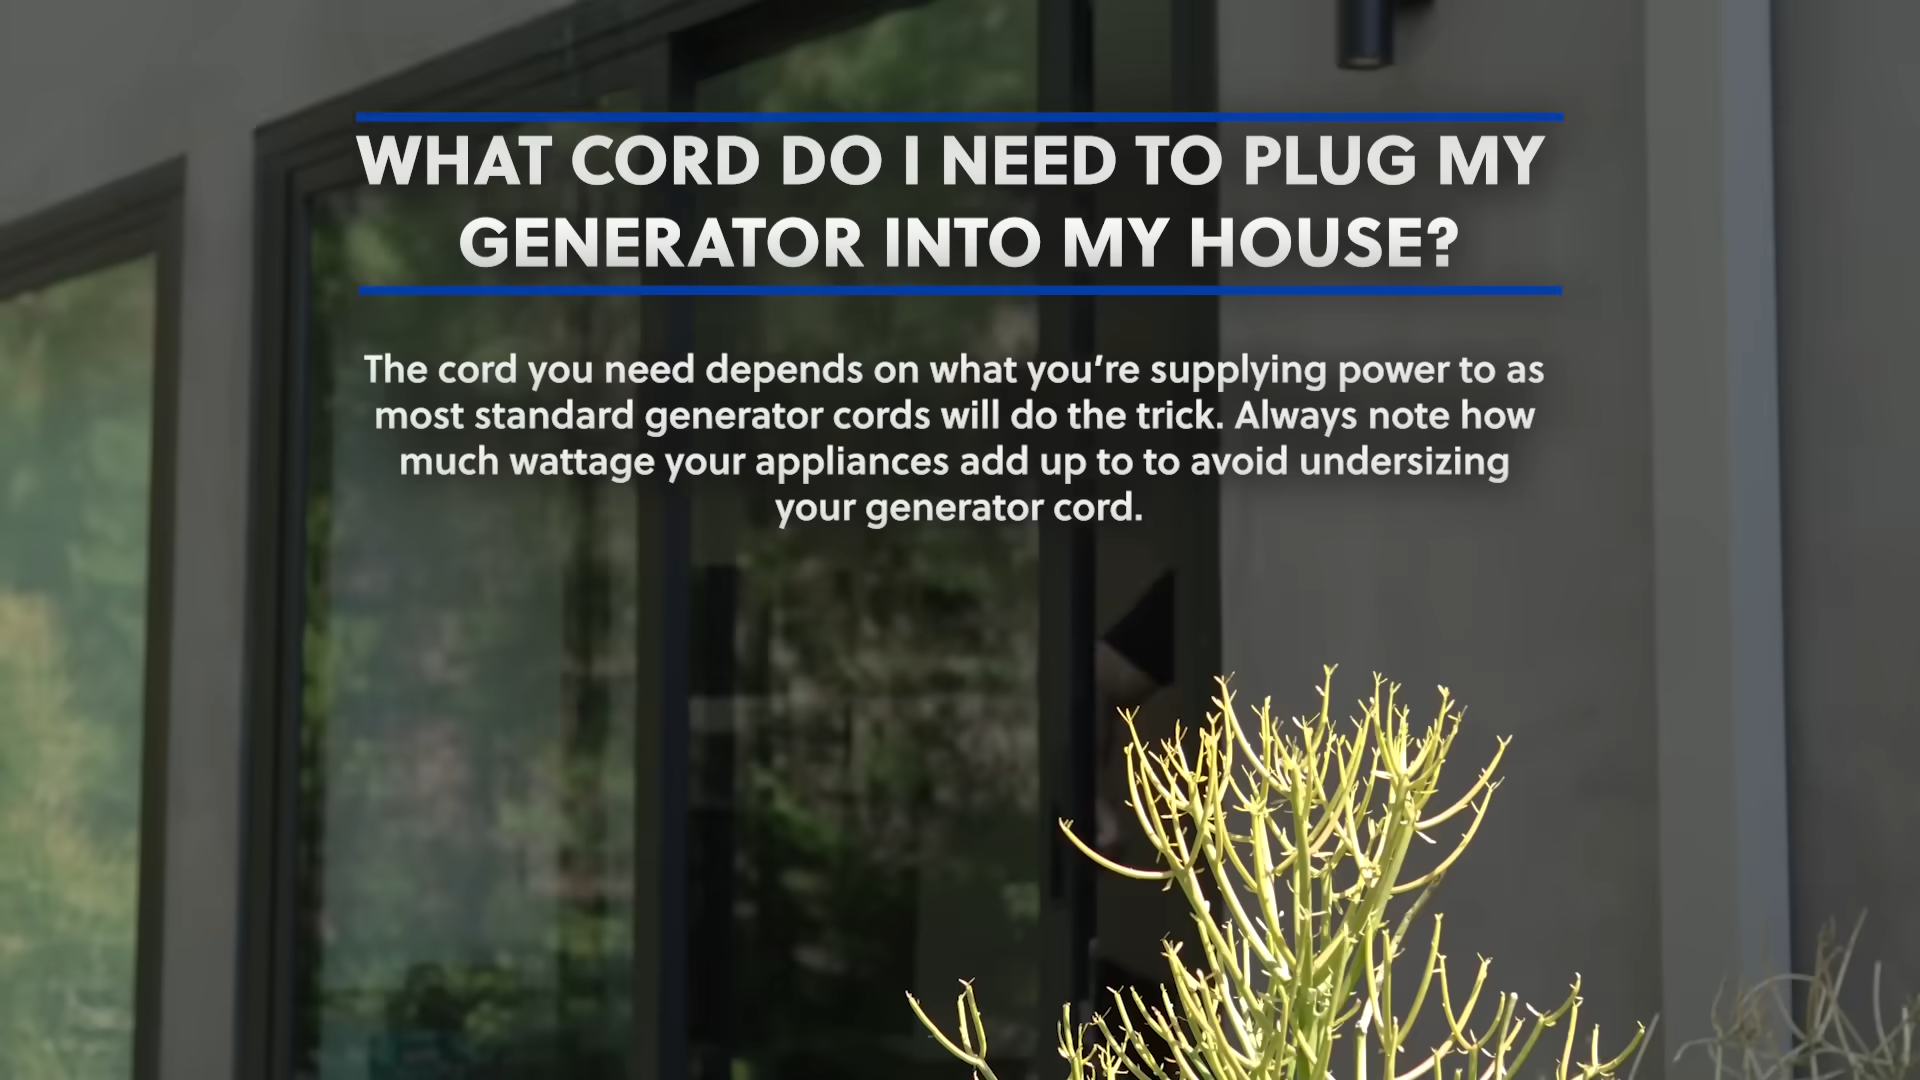 WHAT CORD DO I NEED TO PLUG MY
GENERATOR INTO MY HOUSE?
The cord you need depends on what you’re supplying power to as
most standard generator cords will do the trick. Always note how
much wattage your appliances add up to to avoid undersizing
your generator cord.